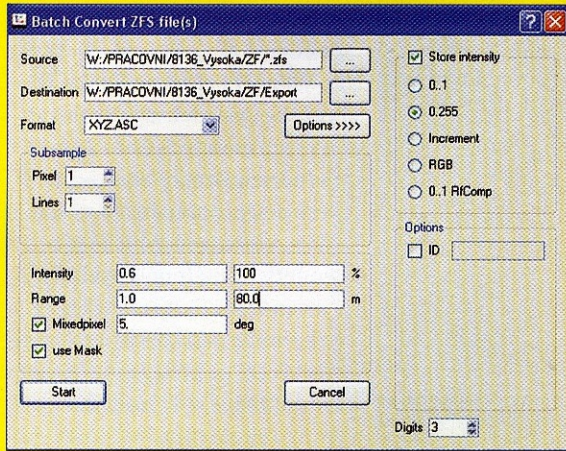 Batch Convert ZFS file(s)
Source W:/PRACOVNI/8136_Vysoka/ZF/*.zfs ...
Destination W:/PRACOVNI/8136_Vysoka/ZF/Export ...
Format XYZ.ASC Options >>>>
Subsample
Pixel 1
Lines 1
Intensity 0.6 100 %
Range 1.0 80.0 m
Mixedpixel 5. deg
use Mask
Start Cancel
Store intensity
0..1
0.255
Increment
RGB
0..1 RfComp
Options
ID
Digits 3